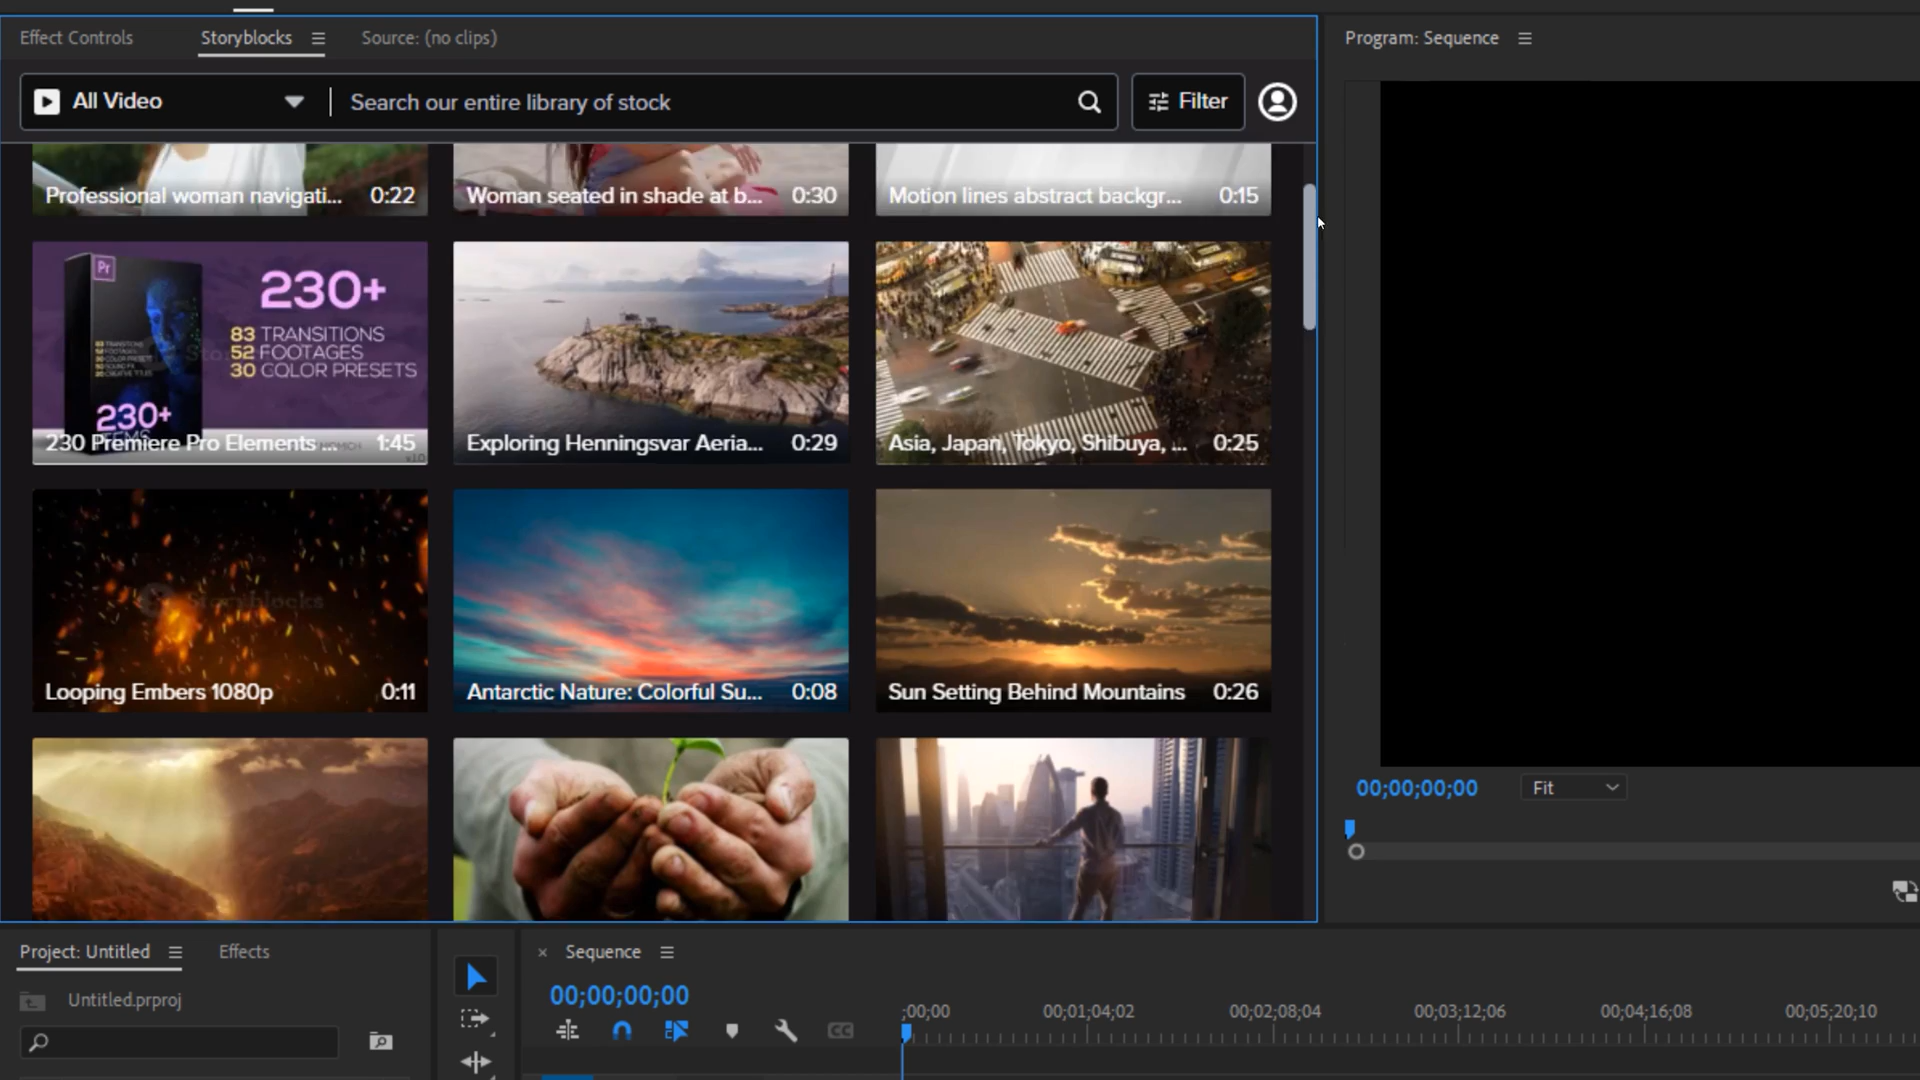 Effect Controls
Storyblocks
Source: (no clips)
Program: Sequence
All Video
Search our entire library of stock
Filter
Professional woman navigati... 0:22
Woman seated in shade at b... 0:30
Motion lines abstract backgr... 0:15
Pr
230+
83 TRANSITIONS
52 FOOTAGES
30 COLOR PRESETS
230+
230 Premiere Pro Elements ... 1:45
Exploring Henningsvar Aeria... 0:29
Asia, Japan, Tokyo, Shibuya, ... 0:25
Storyblocks
Looping Embers 1080p 0:11
Antarctic Nature: Colorful Su... 0:08
Sun Setting Behind Mountains 0:26
00;00;00;00
Fit
Project: Untitled
Effects
× Sequence
Untitled.prproj
00;00;00;00
;00;00 00;01;04;02 00;02;08;04 00;03;12;06 00;04;16;08 00;05;20;10
CC